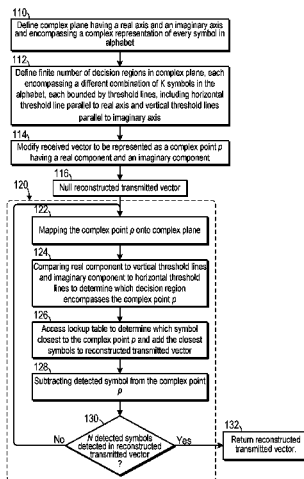 110
Define complex plane having a real axis and an imaginary axis
and encompassing a complex representation of every symbol in
alphabet
112
Define finite number of decision regions in complex plane, each
encompassing a different combination of K symbols in the
alphabet, each bounded by threshold lines, including horizontal
threshold line parallel to real axis and vertical threshold lines
parallel to imaginary axis
114
Modify received vector to be represented as a complex point p
having a real component and an imaginary component
116
Null reconstructed transmitted vector
120
122
Mapping the complex point p onto complex plane
124
Comparing real component to vertical threshold lines
and imaginary component to horizontal threshold
lines to determine which decision region
encompasses the complex point p
126
Access lookup table to determine which symbol
closest to the complex point p and add the closest
symbols to reconstructed transmitted vector
128
Subtracting detected symbol from the complex point
p
130
N detected symbols
detected in reconstructed
transmitted vector
?
No
Yes
132
Return reconstructed
transmitted vector.